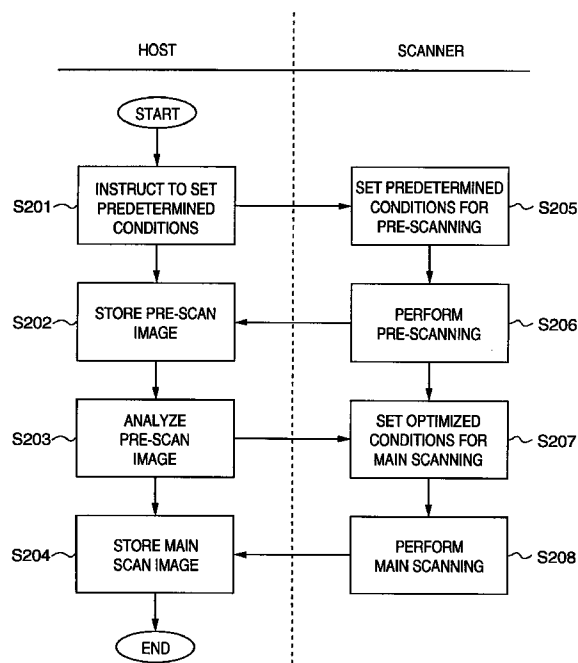 HOST
SCANNER
START
S201
INSTRUCT TO SET
PREDETERMINED
CONDITIONS
SET PREDETERMINED
CONDITIONS FOR
PRE-SCANNING
S205
S202
STORE PRE-SCAN
IMAGE
PERFORM
PRE-SCANNING
S206
S203
ANALYZE
PRE-SCAN
IMAGE
SET OPTIMIZED
CONDITIONS FOR
MAIN SCANNING
S207
S204
STORE MAIN
SCAN IMAGE
PERFORM
MAIN SCANNING
S208
END